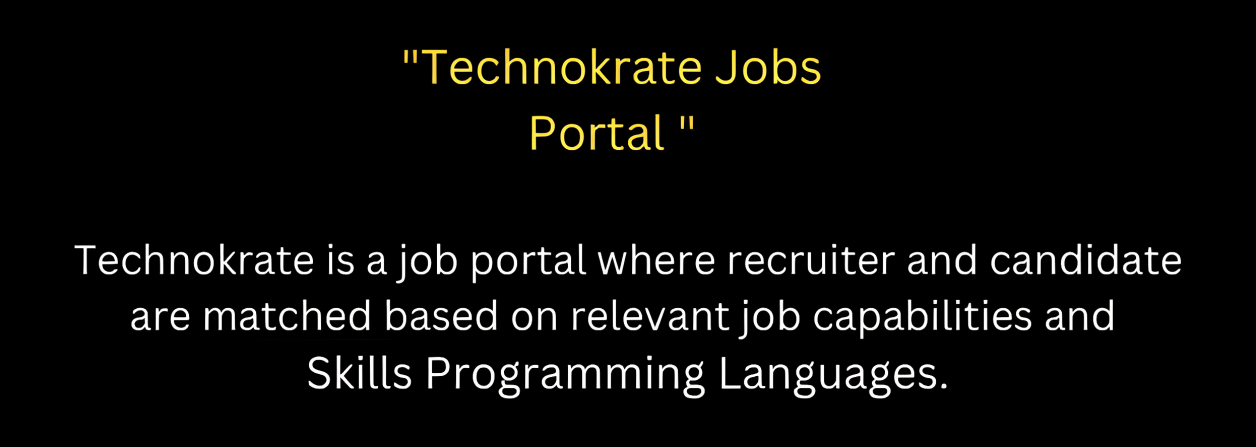 "Technokrate Jobs
Portal "
Technokrate is a job portal where recruiter and candidate
are matched based on relevant job capabilities and
Skills Programming Languages.